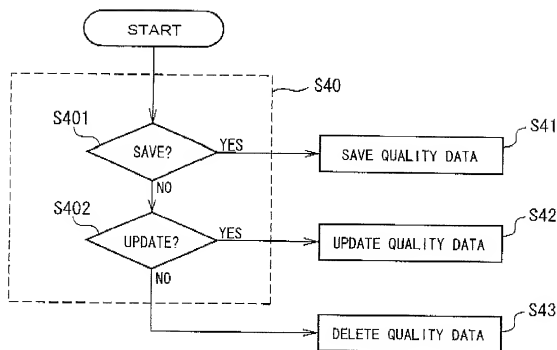 START
S40
S401
SAVE?
YES
S41
SAVE QUALITY DATA
NO
S402
UPDATE?
YES
S42
UPDATE QUALITY DATA
NO
S43
DELETE QUALITY DATA